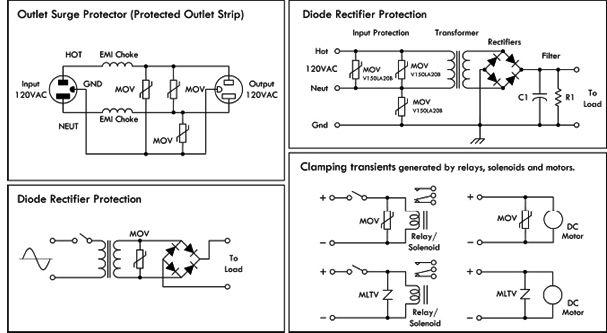 Outlet Surge Protector (Protected Outlet Strip)
HOT
EMI Choke
Input
120VAC
GND
MOV
MOV
Output
120VAC
EMI Choke
NEUT
MOV
Diode Rectifier Protection
Input Protection
Transformer
Rectifiers
Hot
Filter
120VAC
MOV
V150LA20B
MOV
V150LA20B
Neut
MOV
V150LA20B
C1
R1
To
Load
Gnd
Diode Rectifier Protection
MOV
To
Load
Clamping transients generated by relays, solenoids and motors.
+
MOV
–
Relay/
Solenoid
+
MOV
–
DC
Motor
+
MLTV
–
Relay/
Solenoid
+
MLTV
–
DC
Motor